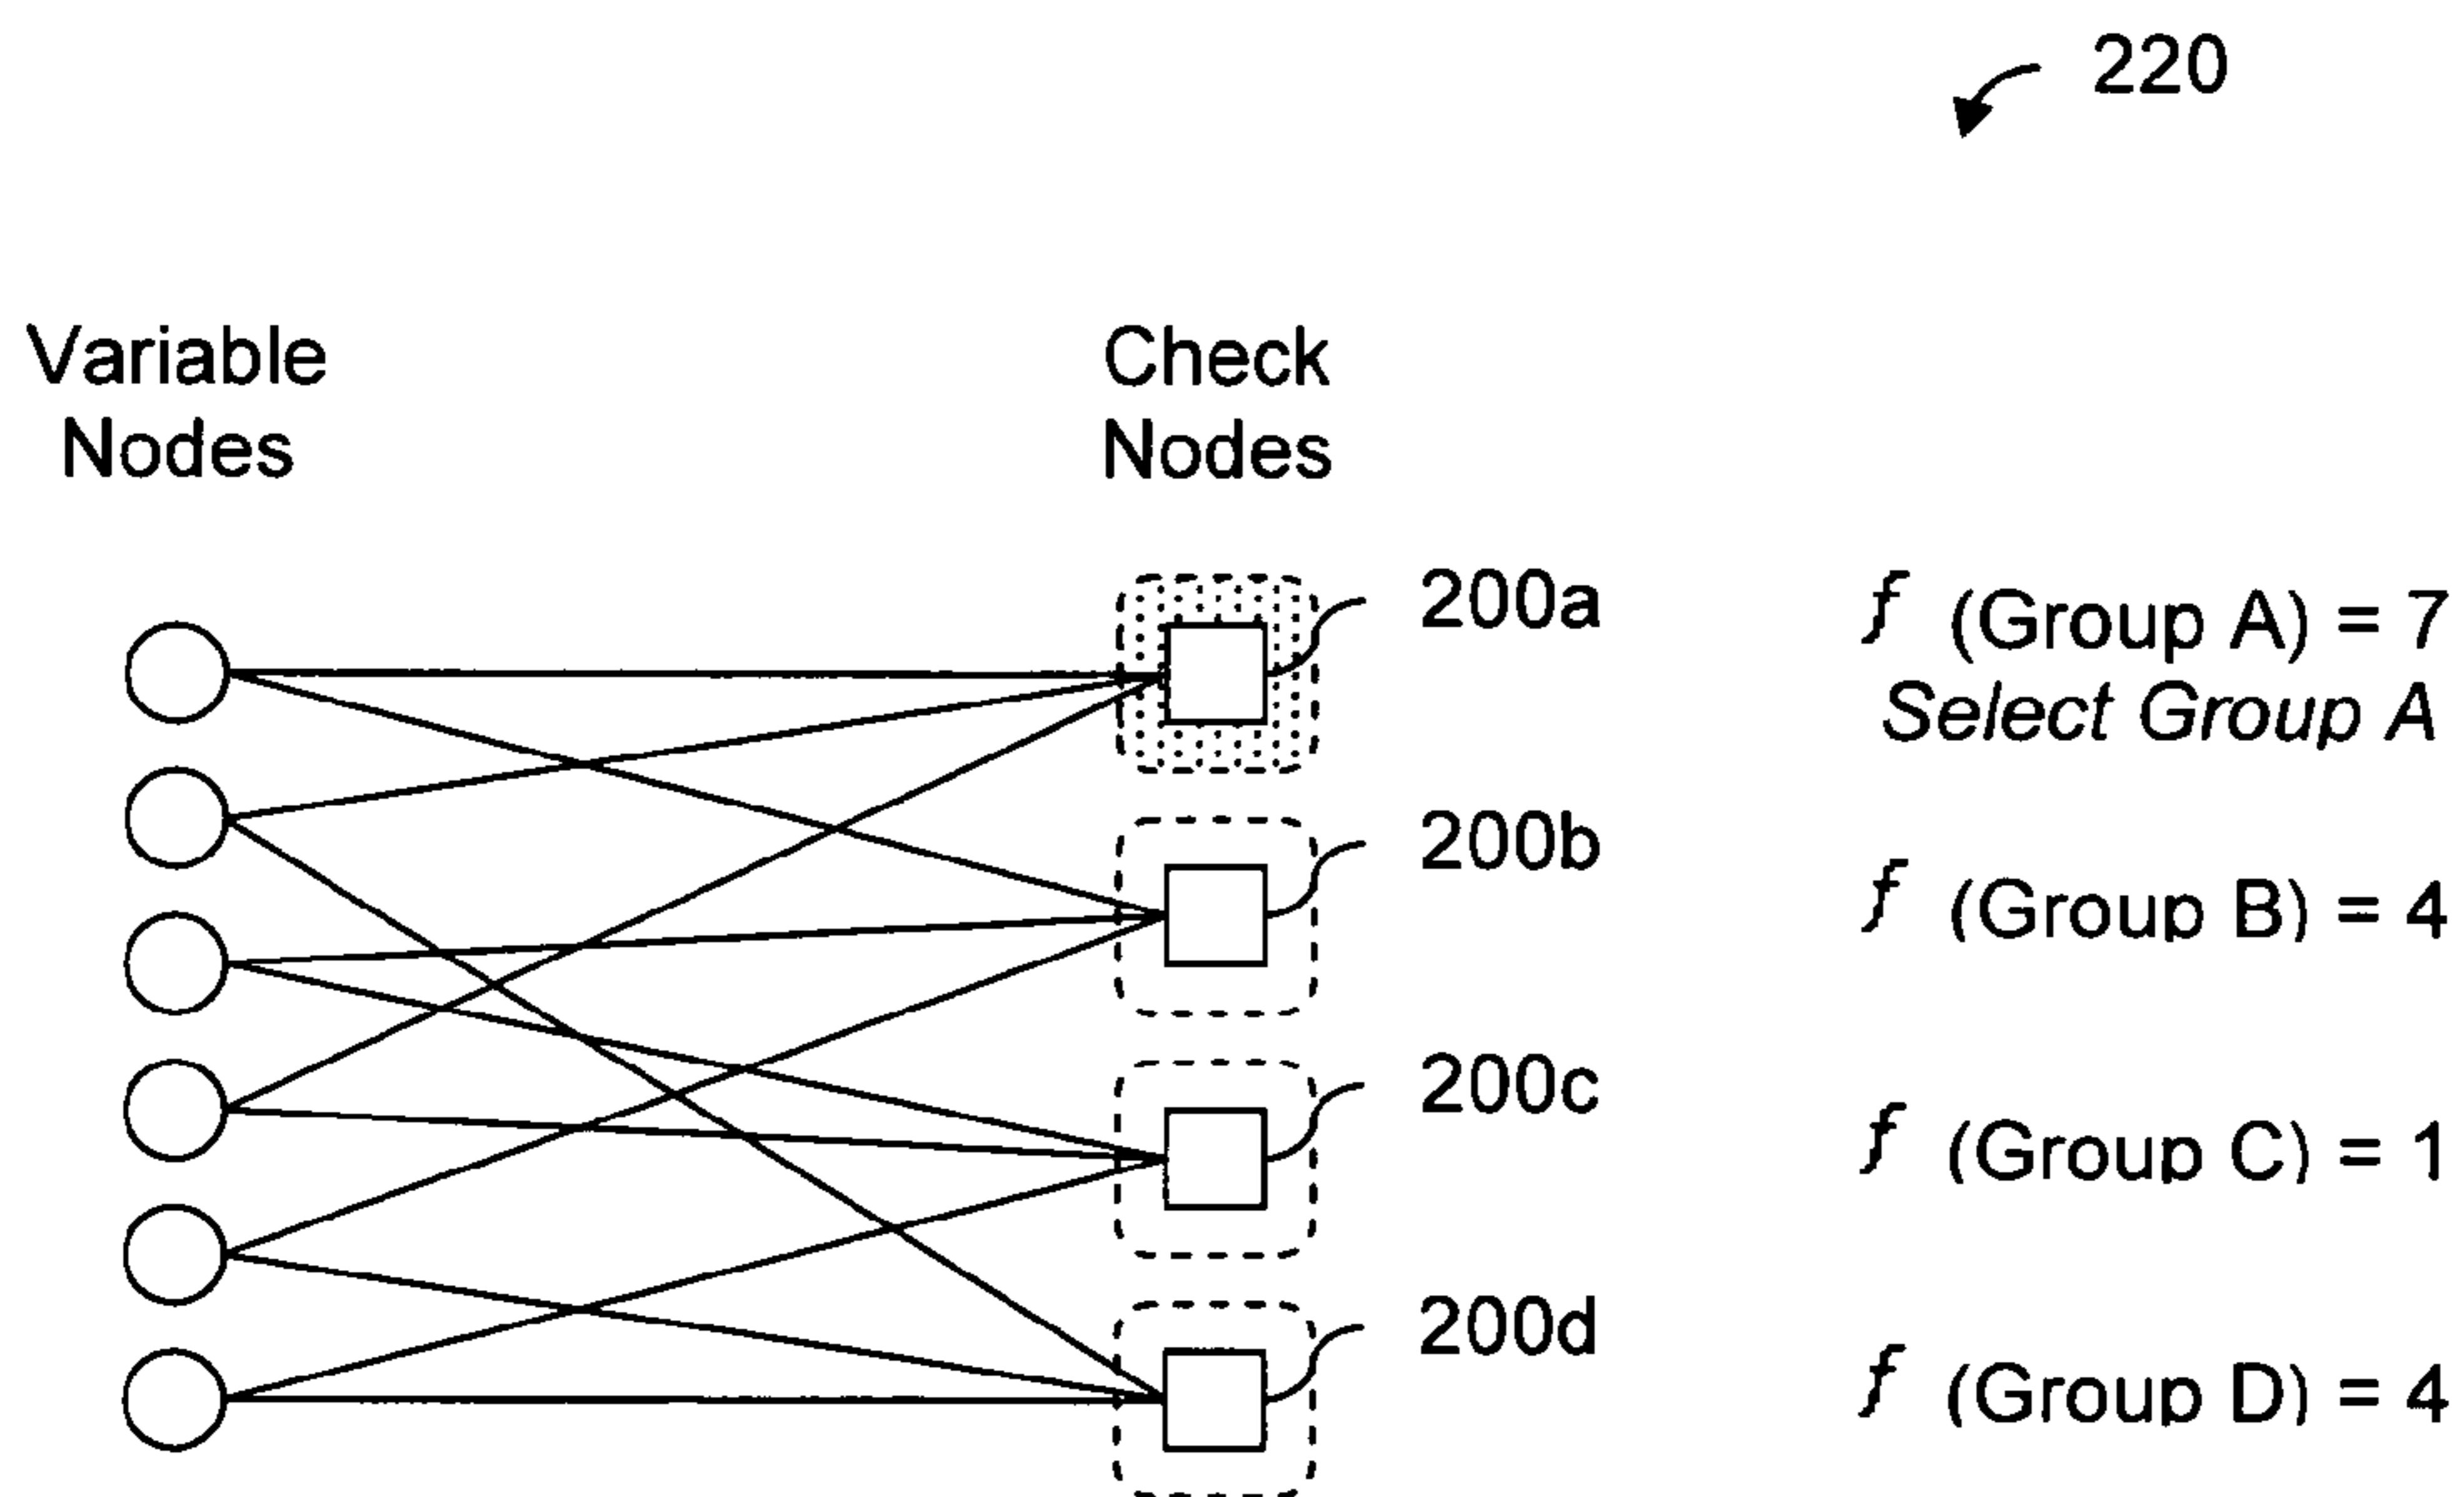 220
Variable
Nodes
Check
Nodes
200a
f (Group A) = 7
Select Group A
200b
f (Group B) = 4
200c
f (Group C) = 1
200d
f (Group D) = 4